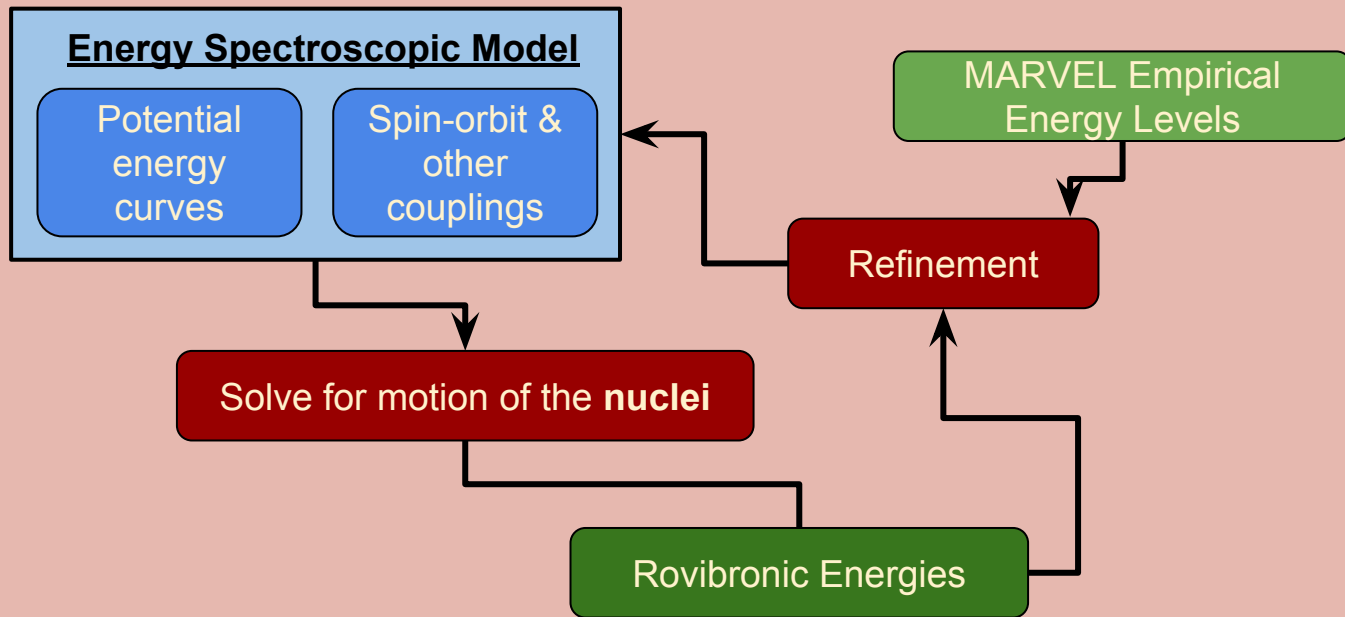 Energy Spectroscopic Model
Potential
energy
curves
Spin-orbit &
other
couplings
MARVEL Empirical
Energy Levels
Refinement
Solve for motion of the nuclei
Rovibronic Energies